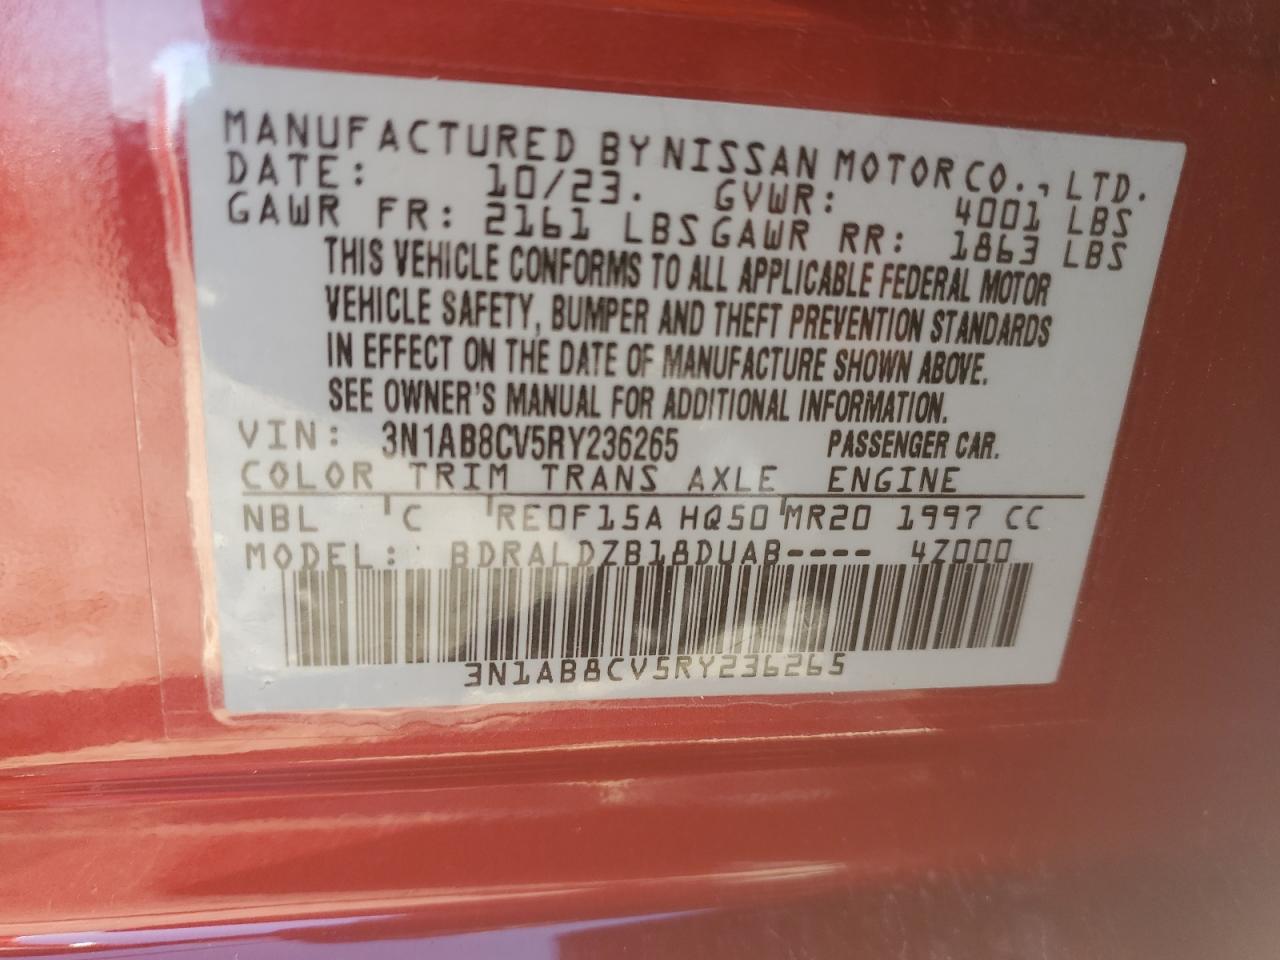 MANUFACTURED BY NISSAN MOTOR CO., LTD.
DATE: 10/23. GVWR: 4001 LBS
GAWR FR: 2161 LBS GAWR RR: 1863 LBS
THIS VEHICLE CONFORMS TO ALL APPLICABLE FEDERAL MOTOR
VEHICLE SAFETY, BUMPER AND THEFT PREVENTION STANDARDS
IN EFFECT ON THE DATE OF MANUFACTURE SHOWN ABOVE.
SEE OWNER'S MANUAL FOR ADDITIONAL INFORMATION.
VIN: 3N1AB8CV5RY236265 PASSENGER CAR.
COLOR TRIM TRANS AXLE ENGINE
NBL C RE0F15A HQ50 MR20 1997 CC
MODEL: BDRALDZB18DUAB---- 4Z000
3N1AB8CV5RY236265